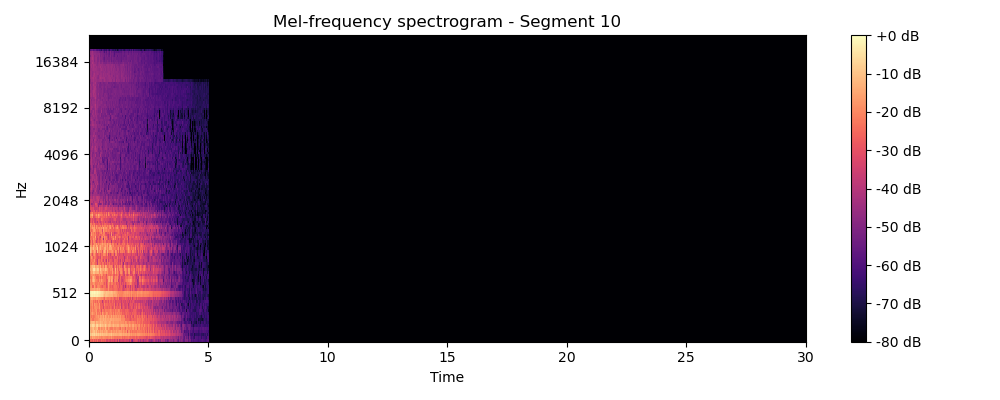 Mel-frequency spectrogram - Segment 10
Hz
16384
8192
4096
2048
1024
512
0
0 5 10 15 20 25 30
Time
+0 dB
-10 dB
-20 dB
-30 dB
-40 dB
-50 dB
-60 dB
-70 dB
-80 dB